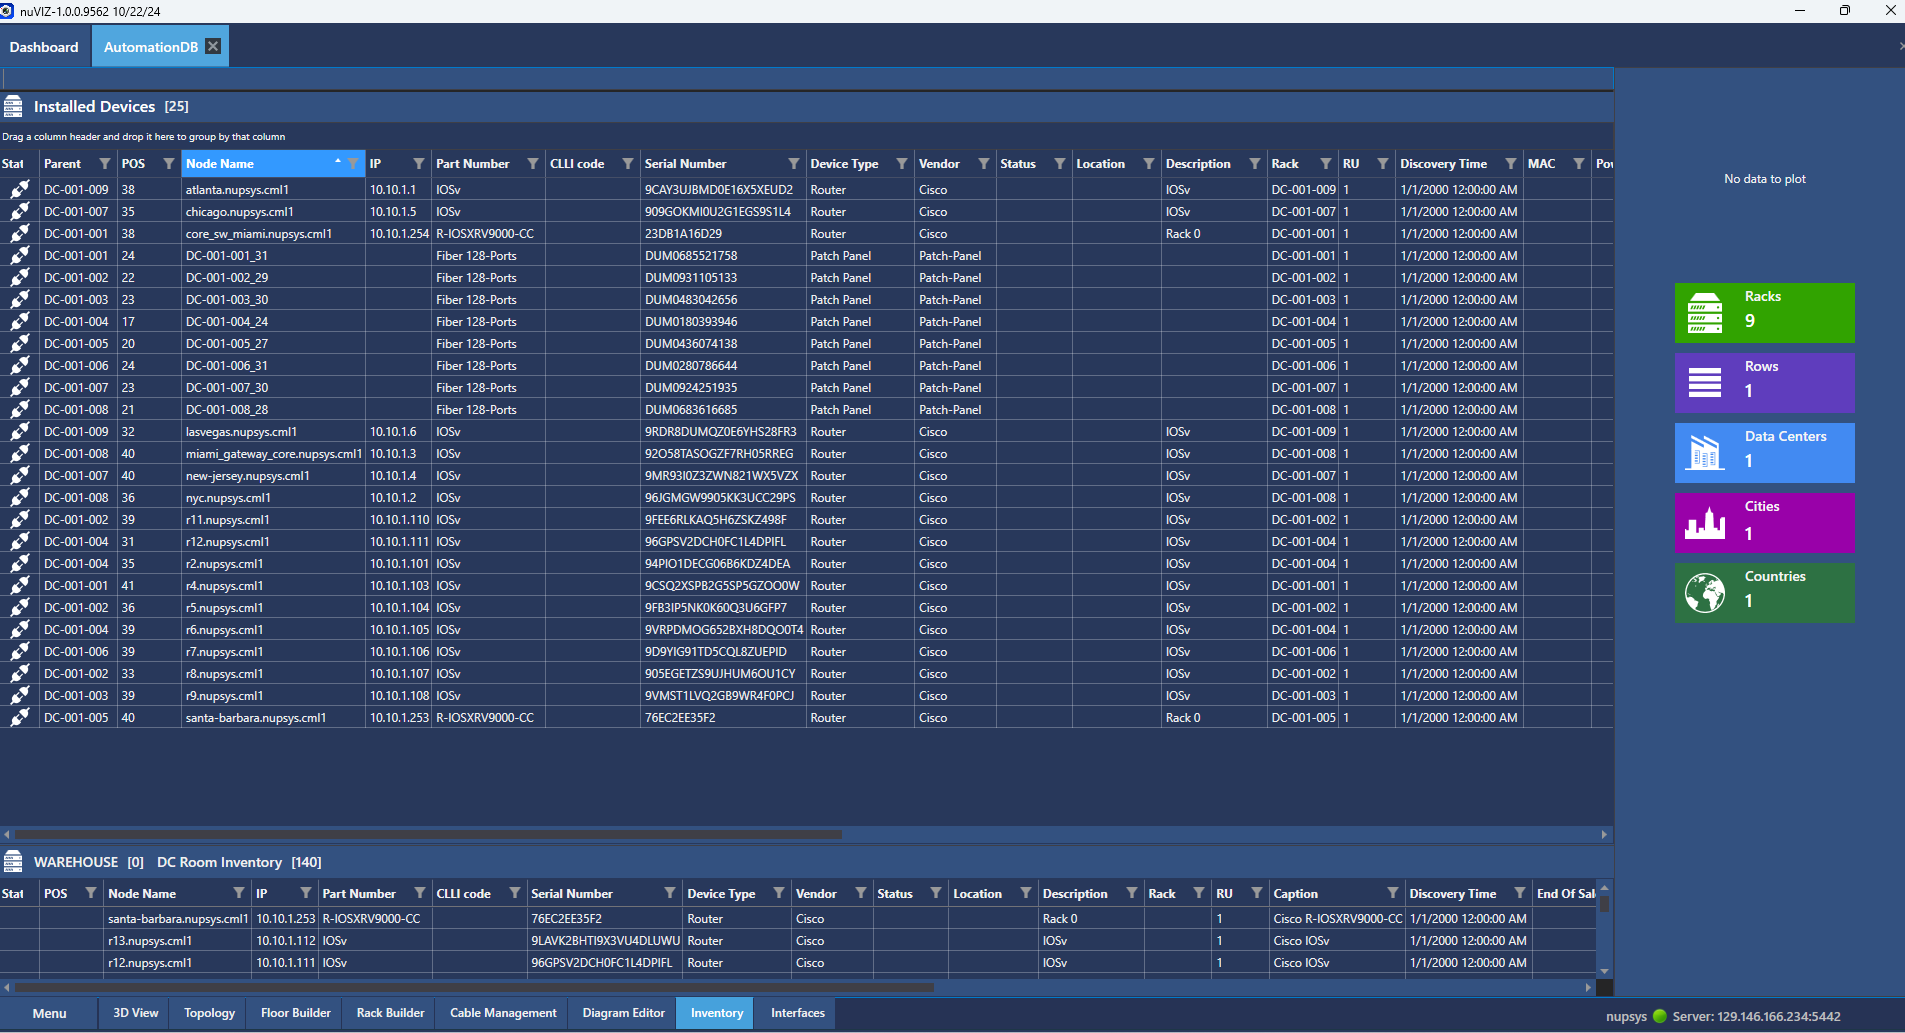 nuVIZ-1.0.0.9562 10/22/24
Dashboard AutomationDB
Installed Devices [25]
Drag a column header and drop it here to group by that column
Stat Parent POS Node Name IP Part Number CLLI code Serial Number Device Type Vendor Status Location Description Rack RU Discovery Time MAC Pov
DC-001-009 38 atlanta.nupsys.cml1 10.10.1.1 IOSv 9CAY3UJBMD0E16X5XEUD2 Router Cisco IOSv DC-001-009 1 1/1/2000 12:00:00 AM
DC-001-007 35 chicago.nupsys.cml1 10.10.1.5 IOSv 909GOKMI0U2G1EGS9S1L4 Router Cisco IOSv DC-001-007 1 1/1/2000 12:00:00 AM
DC-001-001 38 core_sw_miami.nupsys.cml1 10.10.1.254 R-IOSXRV9000-CC 23DB1A16D29 Router Cisco Rack 0 DC-001-001 1 1/1/2000 12:00:00 AM
DC-001-001 24 DC-001-001_31 Fiber 128-Ports DUM0685521758 Patch Panel Patch-Panel DC-001-001 1 1/1/2000 12:00:00 AM
DC-001-002 22 DC-001-002_29 Fiber 128-Ports DUM0931105133 Patch Panel Patch-Panel DC-001-002 1 1/1/2000 12:00:00 AM
DC-001-003 23 DC-001-003_30 Fiber 128-Ports DUM0483042656 Patch Panel Patch-Panel DC-001-003 1 1/1/2000 12:00:00 AM
DC-001-004 17 DC-001-004_24 Fiber 128-Ports DUM0180393946 Patch Panel Patch-Panel DC-001-004 1 1/1/2000 12:00:00 AM
DC-001-005 20 DC-001-005_27 Fiber 128-Ports DUM0436074138 Patch Panel Patch-Panel DC-001-005 1 1/1/2000 12:00:00 AM
DC-001-006 24 DC-001-006_31 Fiber 128-Ports DUM0280786644 Patch Panel Patch-Panel DC-001-006 1 1/1/2000 12:00:00 AM
DC-001-007 23 DC-001-007_30 Fiber 128-Ports DUM0924251935 Patch Panel Patch-Panel DC-001-007 1 1/1/2000 12:00:00 AM
DC-001-008 21 DC-001-008_28 Fiber 128-Ports DUM0683616685 Patch Panel Patch-Panel DC-001-008 1 1/1/2000 12:00:00 AM
DC-001-009 32 lasvegas.nupsys.cml1 10.10.1.6 IOSv 9RDR8DUMQZ0E6YHS28FR3 Router Cisco IOSv DC-001-009 1 1/1/2000 12:00:00 AM
DC-001-008 40 miami_gateway_core.nupsys.cml1 10.10.1.3 IOSv 92O58TASOGZF7RH05RREG Router Cisco IOSv DC-001-008 1 1/1/2000 12:00:00 AM
DC-001-007 40 new-jersey.nupsys.cml1 10.10.1.4 IOSv 9MR93I0Z3ZWN821WX5VZX Router Cisco IOSv DC-001-007 1 1/1/2000 12:00:00 AM
DC-001-008 36 nyc.nupsys.cml1 10.10.1.2 IOSv 96JGMGW9905KK3UCC29PS Router Cisco IOSv DC-001-008 1 1/1/2000 12:00:00 AM
DC-001-002 39 r11.nupsys.cml1 10.10.1.110 IOSv 9FEE6RLKAQ5H6ZSKZ498F Router Cisco IOSv DC-001-002 1 1/1/2000 12:00:00 AM
DC-001-004 31 r12.nupsys.cml1 10.10.1.111 IOSv 96GPSV2DCH0FC1L4DPIFL Router Cisco IOSv DC-001-004 1 1/1/2000 12:00:00 AM
DC-001-004 35 r2.nupsys.cml1 10.10.1.101 IOSv 94PIO1DECG06B6KDZ4DEA Router Cisco IOSv DC-001-004 1 1/1/2000 12:00:00 AM
DC-001-001 41 r4.nupsys.cml1 10.10.1.103 IOSv 9CSQ2XSPB2G5SP5GZOO0W Router Cisco IOSv DC-001-001 1 1/1/2000 12:00:00 AM
DC-001-002 36 r5.nupsys.cml1 10.10.1.104 IOSv 9FB3IP5NK0K60Q3U6GFP7 Router Cisco IOSv DC-001-002 1 1/1/2000 12:00:00 AM
DC-001-004 39 r6.nupsys.cml1 10.10.1.105 IOSv 9VRPDMOG652BXH8DQO0T4 Router Cisco IOSv DC-001-004 1 1/1/2000 12:00:00 AM
DC-001-006 39 r7.nupsys.cml1 10.10.1.106 IOSv 9D9YIG91TD5CQL8ZUEPID Router Cisco IOSv DC-001-006 1 1/1/2000 12:00:00 AM
DC-001-002 33 r8.nupsys.cml1 10.10.1.107 IOSv 905EGETZS9UJHUM6OU1CY Router Cisco IOSv DC-001-002 1 1/1/2000 12:00:00 AM
DC-001-003 39 r9.nupsys.cml1 10.10.1.108 IOSv 9VMST1LVQ2GB9WR4F0PCJ Router Cisco IOSv DC-001-003 1 1/1/2000 12:00:00 AM
DC-001-005 40 santa-barbara.nupsys.cml1 10.10.1.253 R-IOSXRV9000-CC 76EC2EE35F2 Router Cisco Rack 0 DC-001-005 1 1/1/2000 12:00:00 AM
No data to plot
Racks
9
Rows
1
Data Centers
1
Cities
1
Countries
1
WAREHOUSE [0] DC Room Inventory [140]
Stat POS Node Name IP Part Number CLLI code Serial Number Device Type Vendor Status Location Description Rack RU Caption Discovery Time End Of Sal
santa-barbara.nupsys.cml1 10.10.1.253 R-IOSXRV9000-CC 76EC2EE35F2 Router Cisco Rack 0 1 Cisco R-IOSXRV9000-CC 1/1/2000 12:00:00 AM
r13.nupsys.cml1 10.10.1.112 IOSv 9LAVK2BHTI9X3VU4DLUWU Router Cisco IOSv 1 Cisco IOSv 1/1/2000 12:00:00 AM
r12.nupsys.cml1 10.10.1.111 IOSv 96GPSV2DCH0FC1L4DPIFL Router Cisco IOSv 1 Cisco IOSv 1/1/2000 12:00:00 AM
Menu 3D View Topology Floor Builder Rack Builder Cable Management Diagram Editor Inventory Interfaces
nupsys Server: 129.146.166.234:5442